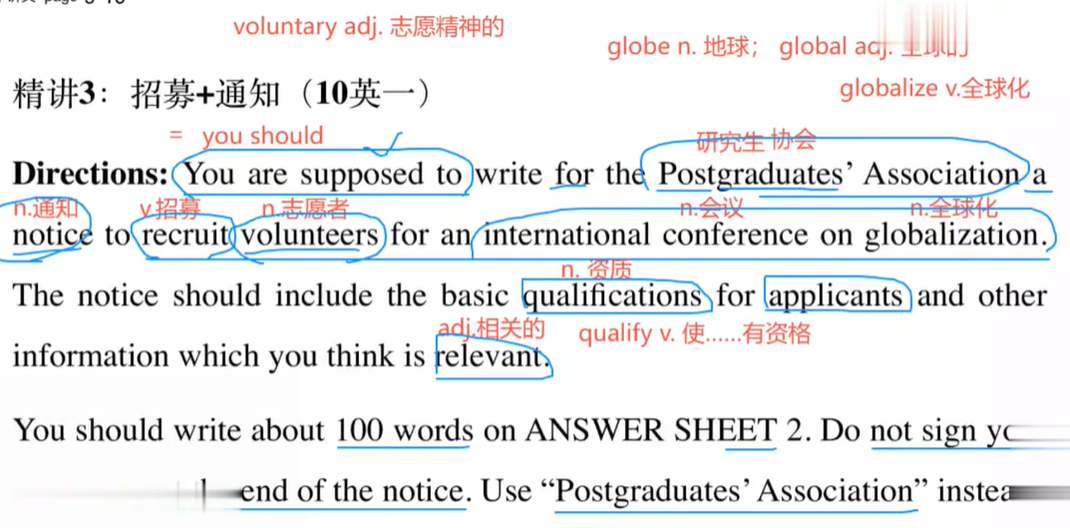 voluntary adj. 志愿精神的
globe n. 地球； global adj. 全球的
精讲3：招募+通知（10英一）
globalize v.全球化
= you should
研究生 协会
Directions: You are supposed to write for the Postgraduates’ Association a
n.通知 v.招募 n.志愿者 n.会议 n.全球化
notice to recruit volunteers for an international conference on globalization.
n. 资质
The notice should include the basic qualifications for applicants and other
adj.相关的 qualify v. 使……有资格
information which you think is relevant.
You should write about 100 words on ANSWER SHEET 2. Do not sign
end of the notice. Use “Postgraduates’ Association”